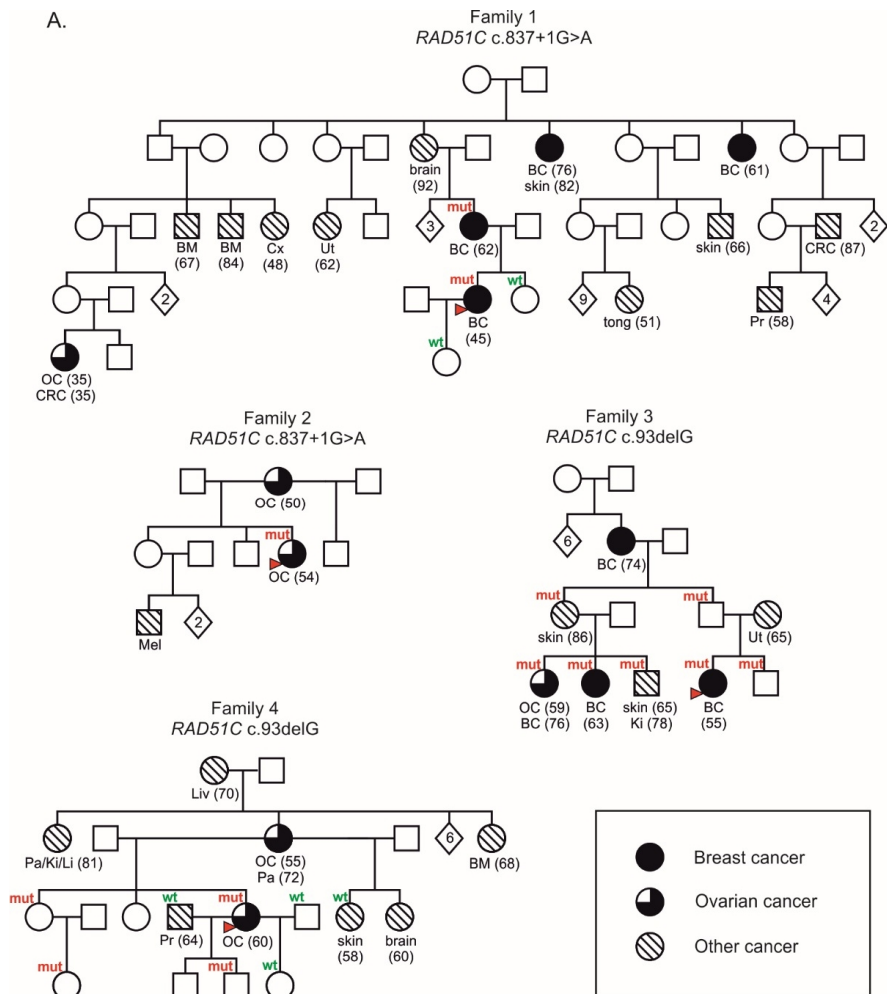 A.
Family 1
RAD51C c.837+1G>A
brain
(92)
BC (76)
skin (82)
BC (61)
mut
BM
(67)
BM
(84)
Cx
(48)
Ut
(62)
3
BC (62)
skin (66)
CRC (87)
2
2
mut
wt
BC
(45)
9
tong (51)
Pr (58)
4
wt
OC (35)
CRC (35)
Family 2
RAD51C c.837+1G>A
OC (50)
mut
OC (54)
Mel
2
Family 3
RAD51C c.93delG
6
BC (74)
mut
mut
skin (86)
Ut (65)
mut
mut
mut
mut
mut
OC (59)
BC (76)
BC
(63)
skin (65)
Ki (78)
BC
(55)
Family 4
RAD51C c.93delG
Liv (70)
Pa/Ki/Li (81)
OC (55)
Pa (72)
6
BM (68)
mut
wt
mut
wt
wt
Pr (64)
OC (60)
skin
(58)
brain
(60)
mut
mut
wt
Breast cancer
Ovarian cancer
Other cancer